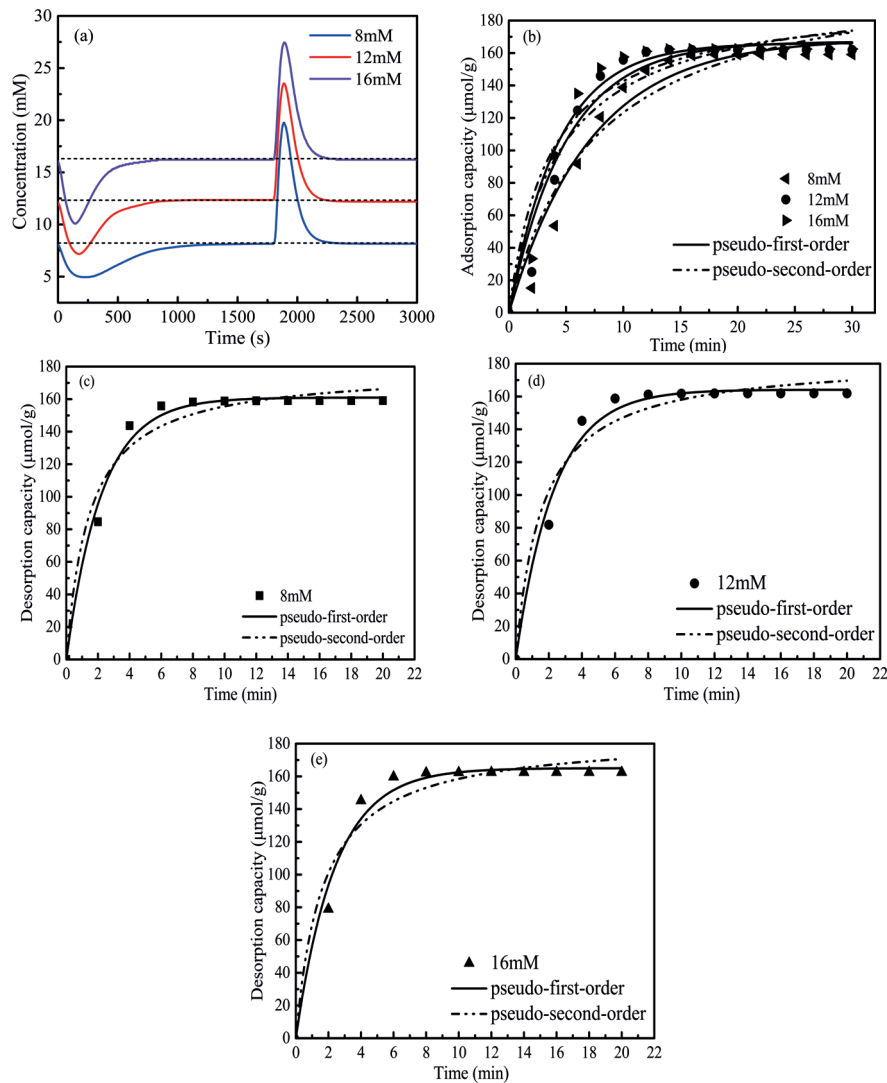 (a)
8mM
12mM
16mM
Concentration (mM)
30
25
20
15
10
5
0 500 1000 1500 2000 2500 3000
Time (s)
(b)
Adsorption capacity (μmol/g)
180
160
140
120
100
80
60
40
20
0
8mM
12mM
16mM
pseudo-first-order
pseudo-second-order
0 5 10 15 20 25 30
Time (min)
(c)
Desorption capacity (μmol/g)
180
160
140
120
100
80
60
40
20
0
8mM
pseudo-first-order
pseudo-second-order
0 2 4 6 8 10 12 14 16 18 20 22
Time (min)
(d)
Desorption capacity (μmol/g)
180
160
140
120
100
80
60
40
20
0
12mM
pseudo-first-order
pseudo-second-order
0 2 4 6 8 10 12 14 16 18 20 22
Time (min)
(e)
Desorption capacity (μmol/g)
180
160
140
120
100
80
60
40
20
0
16mM
pseudo-first-order
pseudo-second-order
0 2 4 6 8 10 12 14 16 18 20 22
Time (min)